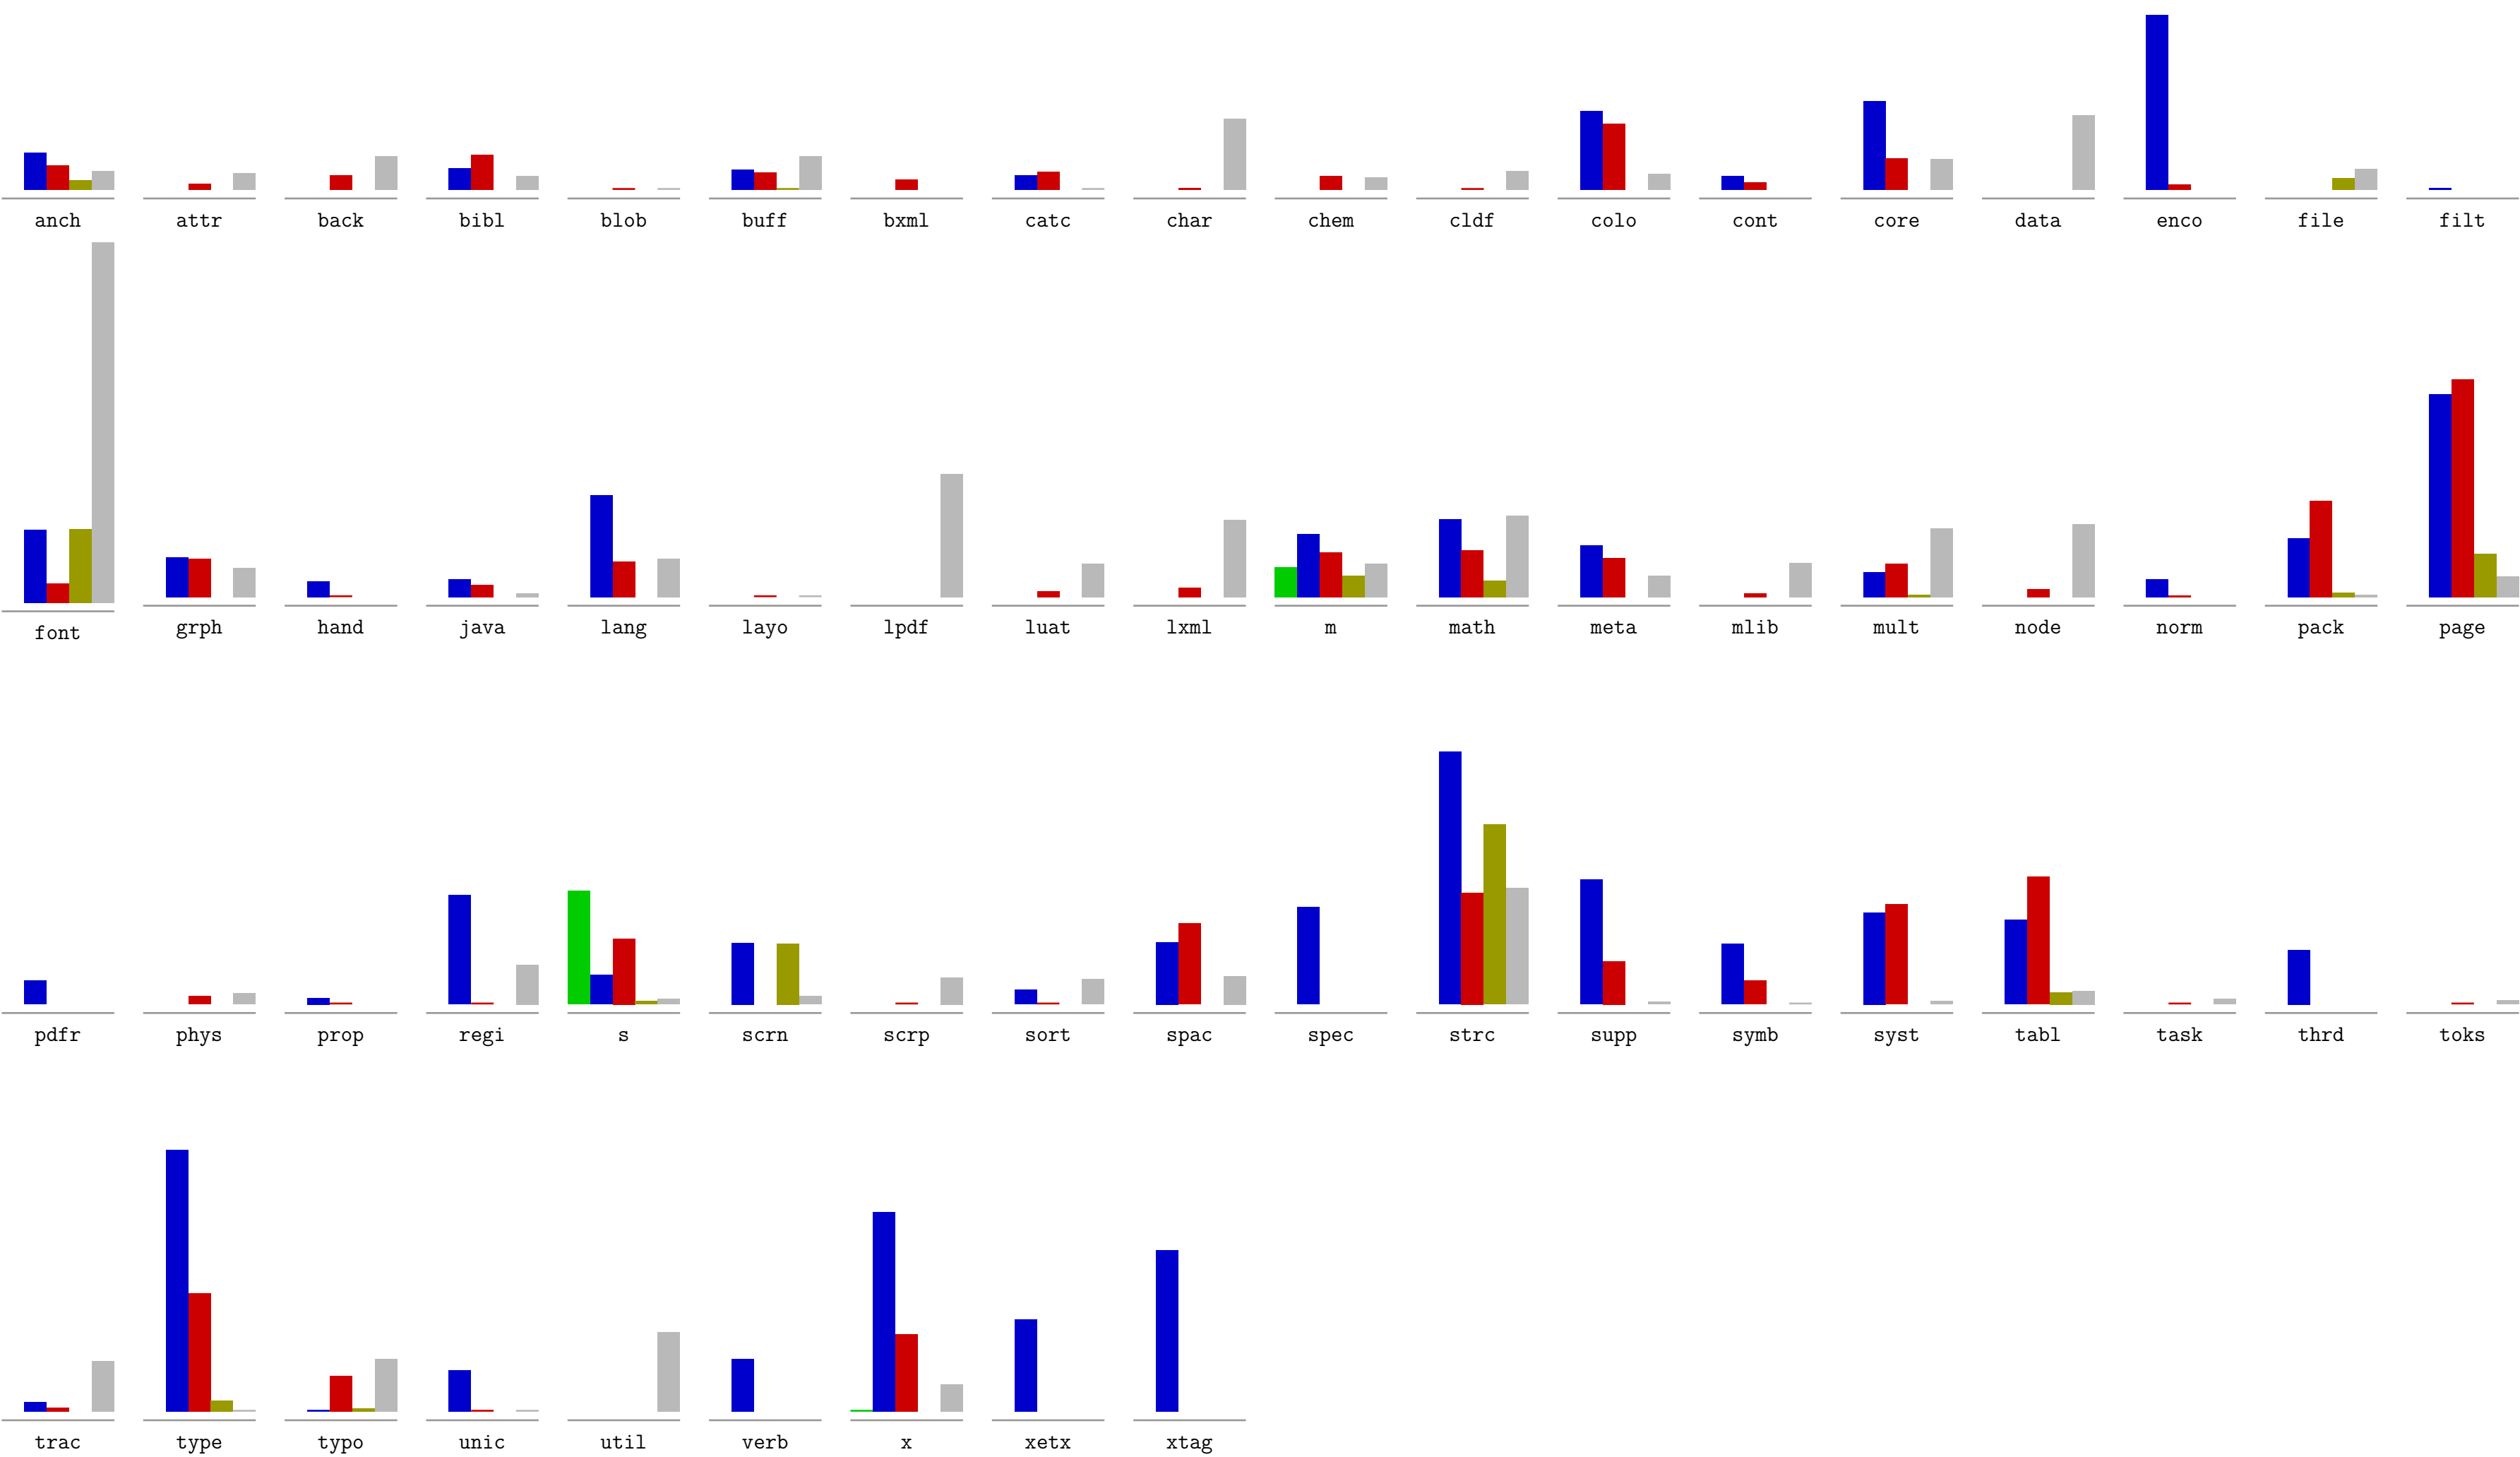 anch attr back bibl blob buff bxml catc char chem cldf colo cont core data enco file filt
font grph hand java lang layo lpdf luat lxml m math meta mlib mult node norm pack page
pdfr phys prop regi s scrn scrp sort spac spec strc supp symb syst tabl task thrd toks
trac type typo unic util verb x xetx xtag